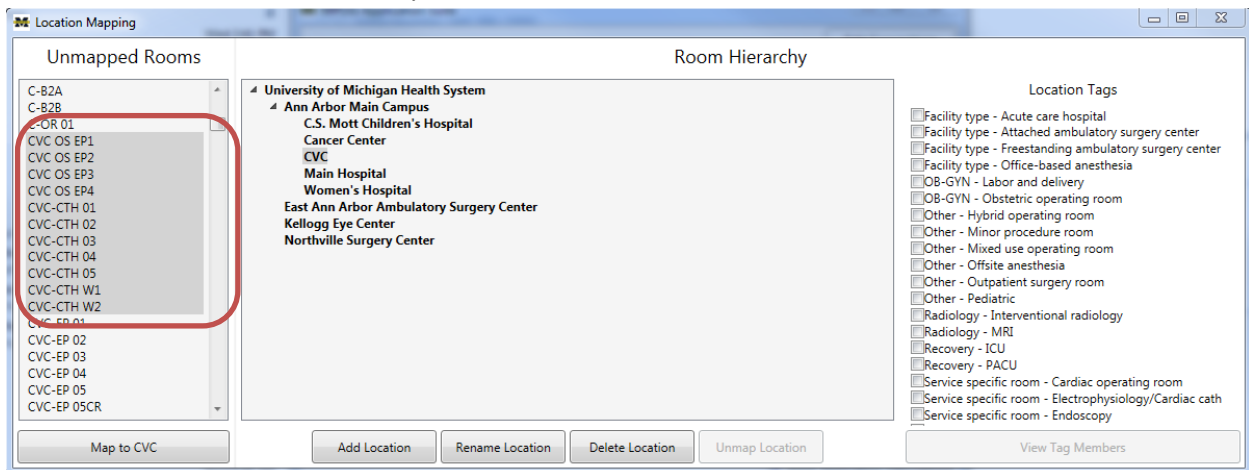 Location Mapping
Unmapped Rooms
C-B2A
C-B2B
C-OR 01
CVC OS EP1
CVC OS EP2
CVC OS EP3
CVC OS EP4
CVC-CTH 01
CVC-CTH 02
CVC-CTH 03
CVC-CTH 04
CVC-CTH 05
CVC-CTH W1
CVC-CTH W2
CVC-EP 01
CVC-EP 02
CVC-EP 03
CVC-EP 04
CVC-EP 05
CVC-EP 05CR
Map to CVC
Room Hierarchy
University of Michigan Health System
Ann Arbor Main Campus
C.S. Mott Children's Hospital
Cancer Center
CVC
Main Hospital
Women's Hospital
East Ann Arbor Ambulatory Surgery Center
Kellogg Eye Center
Northville Surgery Center
Add Location
Rename Location
Delete Location
Unmap Location
Location Tags
Facility type - Acute care hospital
Facility type - Attached ambulatory surgery center
Facility type - Freestanding ambulatory surgery center
Facility type - Office-based anesthesia
OB-GYN - Labor and delivery
OB-GYN - Obstetric operating room
Other - Hybrid operating room
Other - Minor procedure room
Other - Mixed use operating room
Other - Offsite anesthesia
Other - Outpatient surgery room
Other - Pediatric
Radiology - Interventional radiology
Radiology - MRI
Recovery - ICU
Recovery - PACU
Service specific room - Cardiac operating room
Service specific room - Electrophysiology/Cardiac cath
Service specific room - Endoscopy
View Tag Members